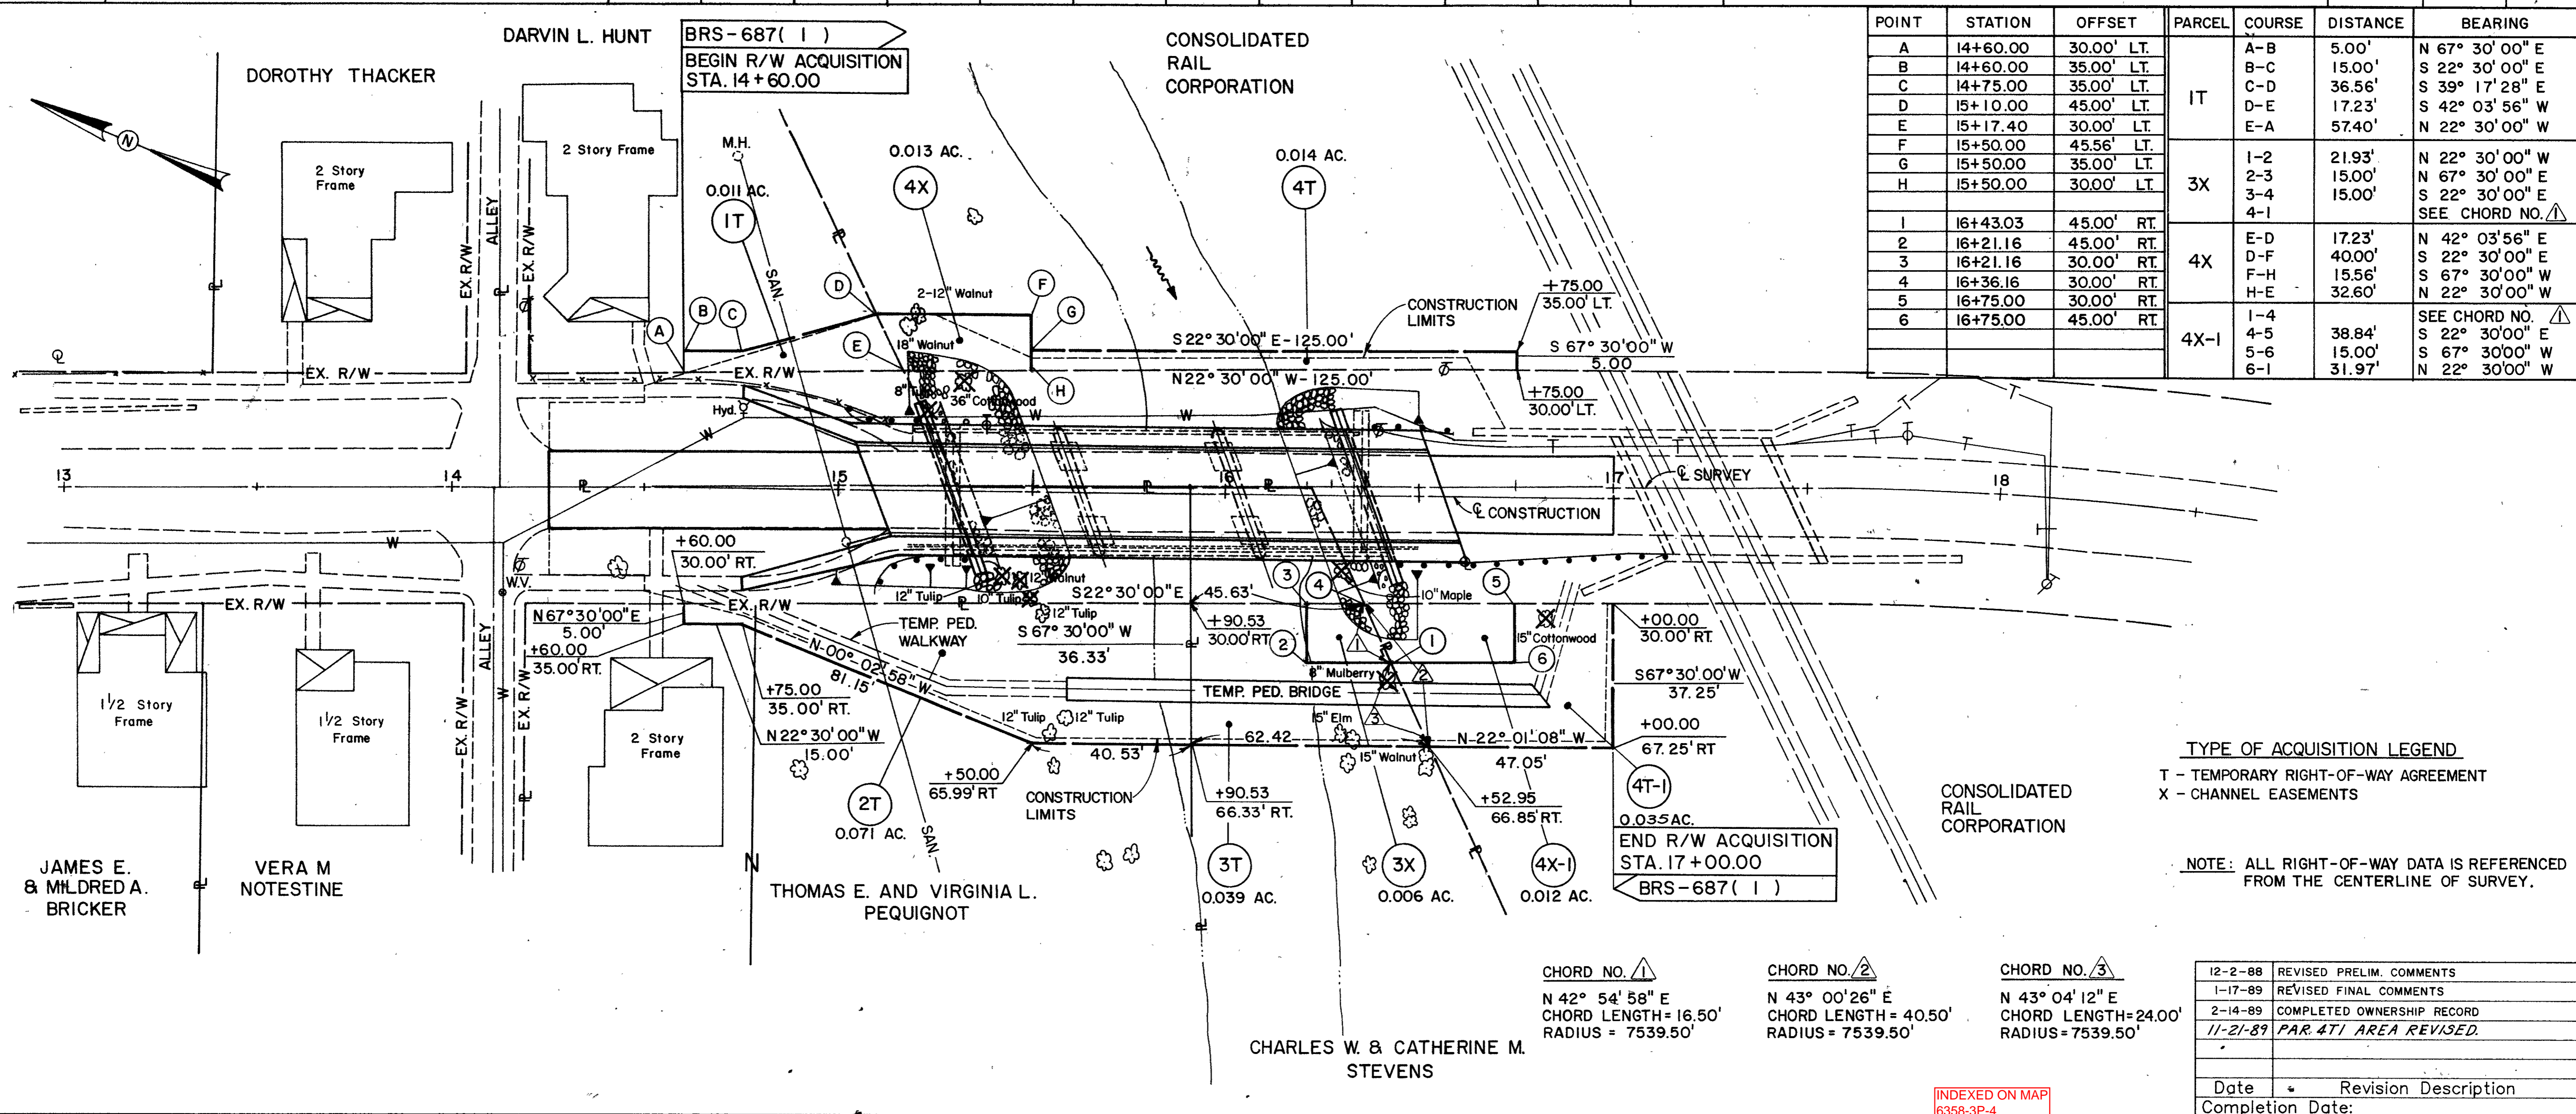 DARVIN L. HUNT
DOROTHY THACKER
BRS-687( 1 )
BEGIN R/W ACQUISITION
STA. 14+60.00
CONSOLIDATED
RAIL
CORPORATION
POINT STATION OFFSET
A 14+60.00 30.00' LT.
B 14+60.00 35.00' LT.
C 14+75.00 35.00' LT.
D 15+10.00 45.00' LT.
E 15+17.40 30.00' LT.
F 15+50.00 45.56' LT.
G 15+50.00 35.00' LT.
H 15+50.00 30.00' LT.
1 16+43.03 45.00' RT.
2 16+21.16 45.00' RT.
3 16+21.16 30.00' RT.
4 16+36.16 30.00' RT.
5 16+75.00 30.00' RT.
6 16+75.00 45.00' RT.
PARCEL COURSE DISTANCE BEARING
1T
A-B 5.00' N 67° 30' 00" E
B-C 15.00' S 22° 30' 00" E
C-D 36.56' S 39° 17' 28" E
D-E 17.23' S 42° 03' 56" W
E-A 57.40' N 22° 30' 00" W
3X
1-2 21.93' N 22° 30' 00" W
2-3 15.00' N 67° 30' 00" E
3-4 15.00' S 22° 30' 00" E
4-1 SEE CHORD NO. 1
4X
E-D 17.23' N 42° 03' 56" E
D-F 40.00' S 22° 30' 00" E
F-H 15.56' S 67° 30' 00" W
H-E 32.60' N 22° 30' 00" W
4X-1
1-4 SEE CHORD NO. 1
4-5 38.84' S 22° 30' 00" E
5-6 15.00' S 67° 30' 00" W
6-1 31.97' N 22° 30' 00" W
N
2 Story
Frame
2 Story Frame
EX. R/W
ALLEY
EX. R/W
M.H.
0.011 AC.
1T
SAN.
0.013 AC.
4X
0.014 AC.
4T
A
B
C
D
E
F
G
H
2-12" Walnut
18" Walnut
8" Tulip
36" Cottonwood
CONSTRUCTION
LIMITS
+75.00
35.00' LT.
S 22° 30' 00" E-125.00'
S 67° 30' 00" W
5.00
N 22° 30' 00" W-125.00'
+75.00
30.00' LT.
EX. R/W
EX. R/W
Hyd.
W
W
W
T
T
T
T
T
13
14
15
16
17
18
℄ SURVEY
℄ CONSTRUCTION
W
W.V.
+60.00
30.00' RT.
EX. R/W
EX. R/W
N 67° 30' 00" E
5.00'
+60.00
35.00' RT.
12" Walnut
12" Tulip
10" Tulip
12" Tulip
TEMP. PED.
WALKWAY
S 22° 30' 00" E
45.63'
S 67° 30' 00" W
36.33'
+90.53
30.00' RT.
3
4
5
10" Maple
2
1
1
2
6
15" Cottonwood
8" Mulberry
+00.00
30.00' RT.
S 67° 30' 00" W
37.25'
+00.00
67.25' RT
N-00°-02'-58" W
81.15'
TEMP. PED. BRIDGE
+75.00
35.00' RT.
N 22° 30' 00" W
15.00'
12" Tulip
12" Tulip
15" Elm
3
15" Walnut
40.53'
62.42
N-22°-01'-08" W
47.05'
+50.00
65.99' RT
CONSTRUCTION
LIMITS
+90.53
66.33' RT.
+52.95
66.85' RT.
1 1/2 Story
Frame
1 1/2 Story
Frame
2 Story
Frame
ALLEY
W
EX. R/W
EX. R/W
2T
0.071 AC.
SAN.
N
3T
0.039 AC.
3X
0.006 AC.
4X-1
0.012 AC.
4T-1
0.035 AC.
END R/W ACQUISITION
STA. 17+00.00
BRS-687( 1 )
JAMES E.
& MILDRED A.
BRICKER
VERA M
NOTESTINE
THOMAS E. AND VIRGINIA L.
PEQUIGNOT
CHARLES W. & CATHERINE M.
STEVENS
CONSOLIDATED
RAIL
CORPORATION
TYPE OF ACQUISITION LEGEND
T - TEMPORARY RIGHT-OF-WAY AGREEMENT
X - CHANNEL EASEMENTS
NOTE: ALL RIGHT-OF-WAY DATA IS REFERENCED
FROM THE CENTERLINE OF SURVEY.
CHORD NO. 1
N 42° 54' 58" E
CHORD LENGTH = 16.50'
RADIUS = 7539.50'
CHORD NO. 2
N 43° 00' 26" E
CHORD LENGTH = 40.50'
RADIUS = 7539.50'
CHORD NO. 3
N 43° 04' 12" E
CHORD LENGTH = 24.00'
RADIUS = 7539.50'
12-2-88 REVISED PRELIM. COMMENTS
1-17-89 REVISED FINAL COMMENTS
2-14-89 COMPLETED OWNERSHIP RECORD
11-21-89 PAR. 4T1 AREA REVISED.
Date Revision Description
Completion Date:
INDEXED ON MAP
6358-3P-4